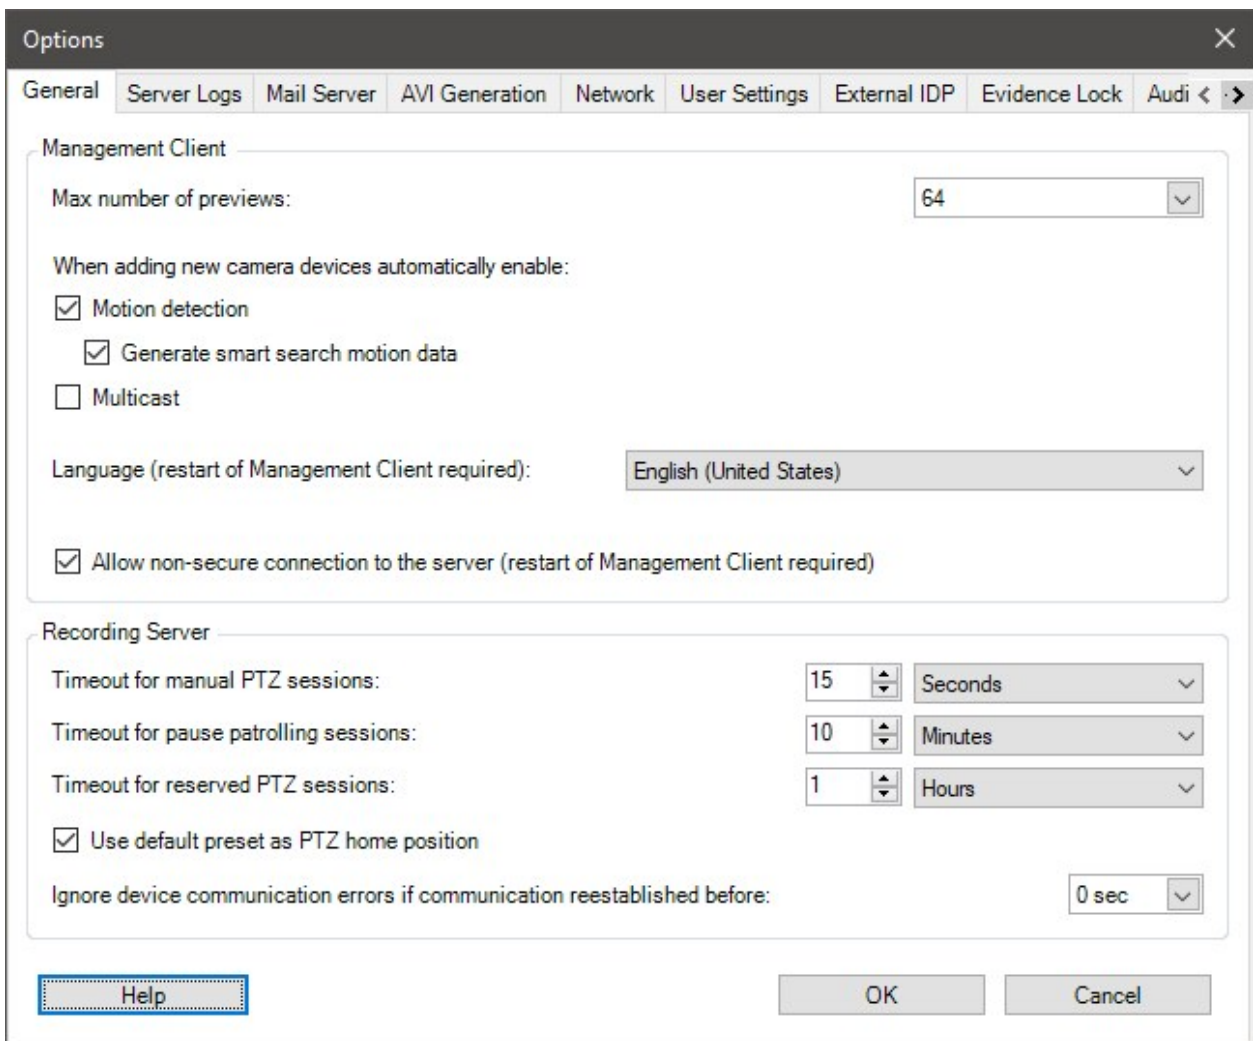 Options
General Server Logs Mail Server AVI Generation Network User Settings External IDP Evidence Lock Audi
Management Client
Max number of previews: 64
When adding new camera devices automatically enable:
Motion detection
Generate smart search motion data
Multicast
Language (restart of Management Client required): English (United States)
Allow non-secure connection to the server (restart of Management Client required)
Recording Server
Timeout for manual PTZ sessions: 15 Seconds
Timeout for pause patrolling sessions: 10 Minutes
Timeout for reserved PTZ sessions: 1 Hours
Use default preset as PTZ home position
Ignore device communication errors if communication reestablished before: 0 sec
Help OK Cancel